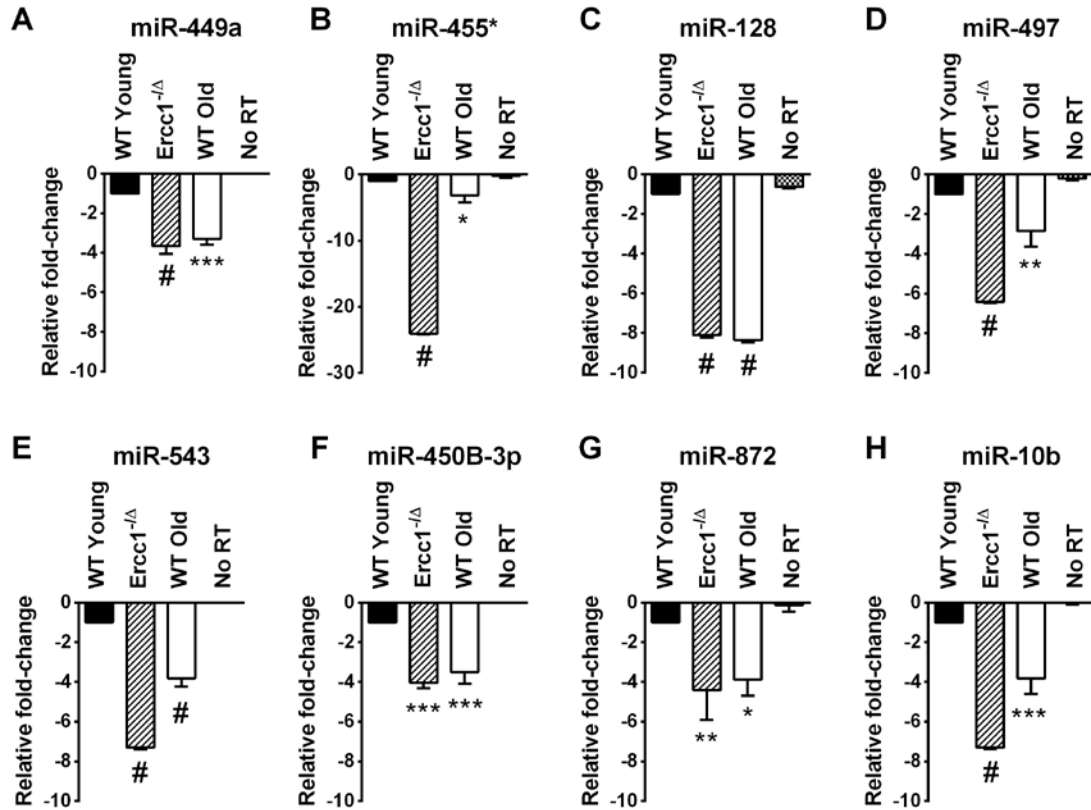 A
miR-449a
WT Young
Ercc1-/Δ
WT Old
No RT
Relative fold-change
0
-2
-4
-6
-8
-10
#
***
B
miR-455*
WT Young
Ercc1-/Δ
WT Old
No RT
Relative fold-change
0
-10
-20
-30
#
*
C
miR-128
WT Young
Ercc1-/Δ
WT Old
No RT
Relative fold-change
0
-2
-4
-6
-8
-10
#
#
D
miR-497
WT Young
Ercc1-/Δ
WT Old
No RT
Relative fold-change
0
-2
-4
-6
-8
-10
#
**
E
miR-543
WT Young
Ercc1-/Δ
WT Old
No RT
Relative fold-change
0
-2
-4
-6
-8
-10
#
#
F
miR-450B-3p
WT Young
Ercc1-/Δ
WT Old
No RT
Relative fold-change
0
-2
-4
-6
-8
-10
***
***
G
miR-872
WT Young
Ercc1-/Δ
WT Old
No RT
Relative fold-change
0
-2
-4
-6
-8
-10
**
*
H
miR-10b
WT Young
Ercc1-/Δ
WT Old
No RT
Relative fold-change
0
-2
-4
-6
-8
-10
#
***